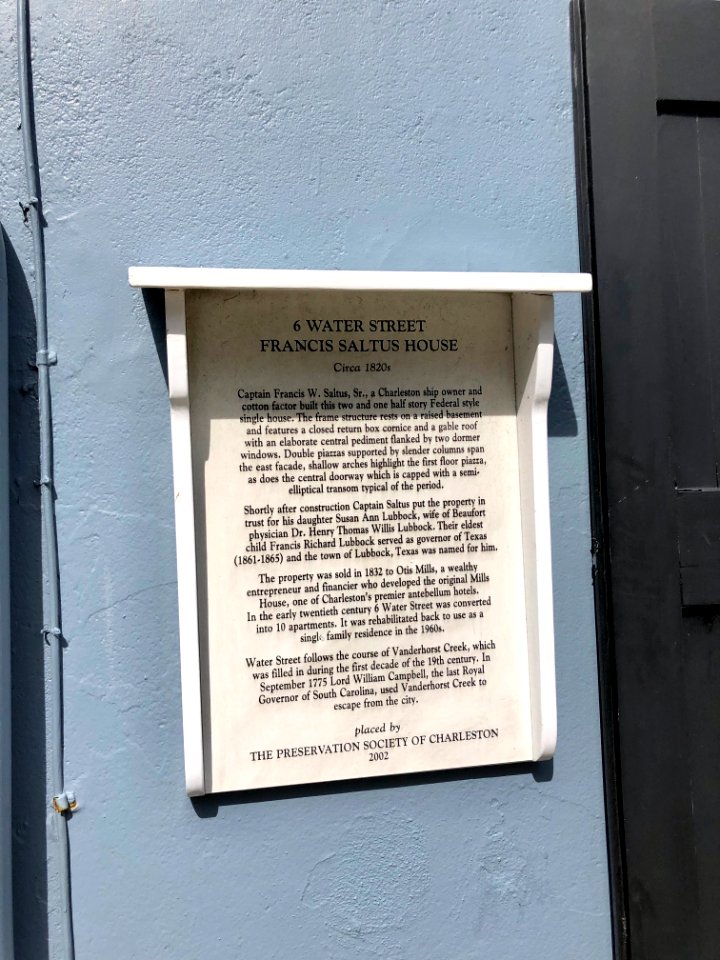 6 WATER STREET
FRANCIS SALTUS HOUSE
Circa 1820s
Captain Francis W. Saltus, Sr., a Charleston ship owner and
cotton factor built this two and one half story Federal style
single house. The frame structure rests on a raised basement
and features a closed return box cornice and a gable roof
with an elaborate central pediment flanked by two dormer
windows. Double piazzas supported by slender columns span
the east facade, shallow arches highlight the first floor piazza,
as does the central doorway which is capped with a semi-
elliptical transom typical of the period.
Shortly after construction Captain Saltus put the property in
trust for his daughter Susan Ann Lubbock, wife of Beaufort
physician Dr. Henry Thomas Willis Lubbock. Their eldest
child Francis Richard Lubbock served as governor of Texas
(1861-1865) and the town of Lubbock, Texas was named for him.
The property was sold in 1832 to Otis Mills, a wealthy
entrepreneur and financier who developed the original Mills
House, one of Charleston's premier antebellum hotels.
In the early twentieth century 6 Water Street was converted
into 10 apartments. It was rehabilitated back to use as a
single family residence in the 1960s.
Water Street follows the course of Vanderhorst Creek, which
was filled in during the first decade of the 19th century. In
September 1775 Lord William Campbell, the last Royal
Governor of South Carolina, used Vanderhorst Creek to
escape from the city.
placed by
THE PRESERVATION SOCIETY OF CHARLESTON
2002